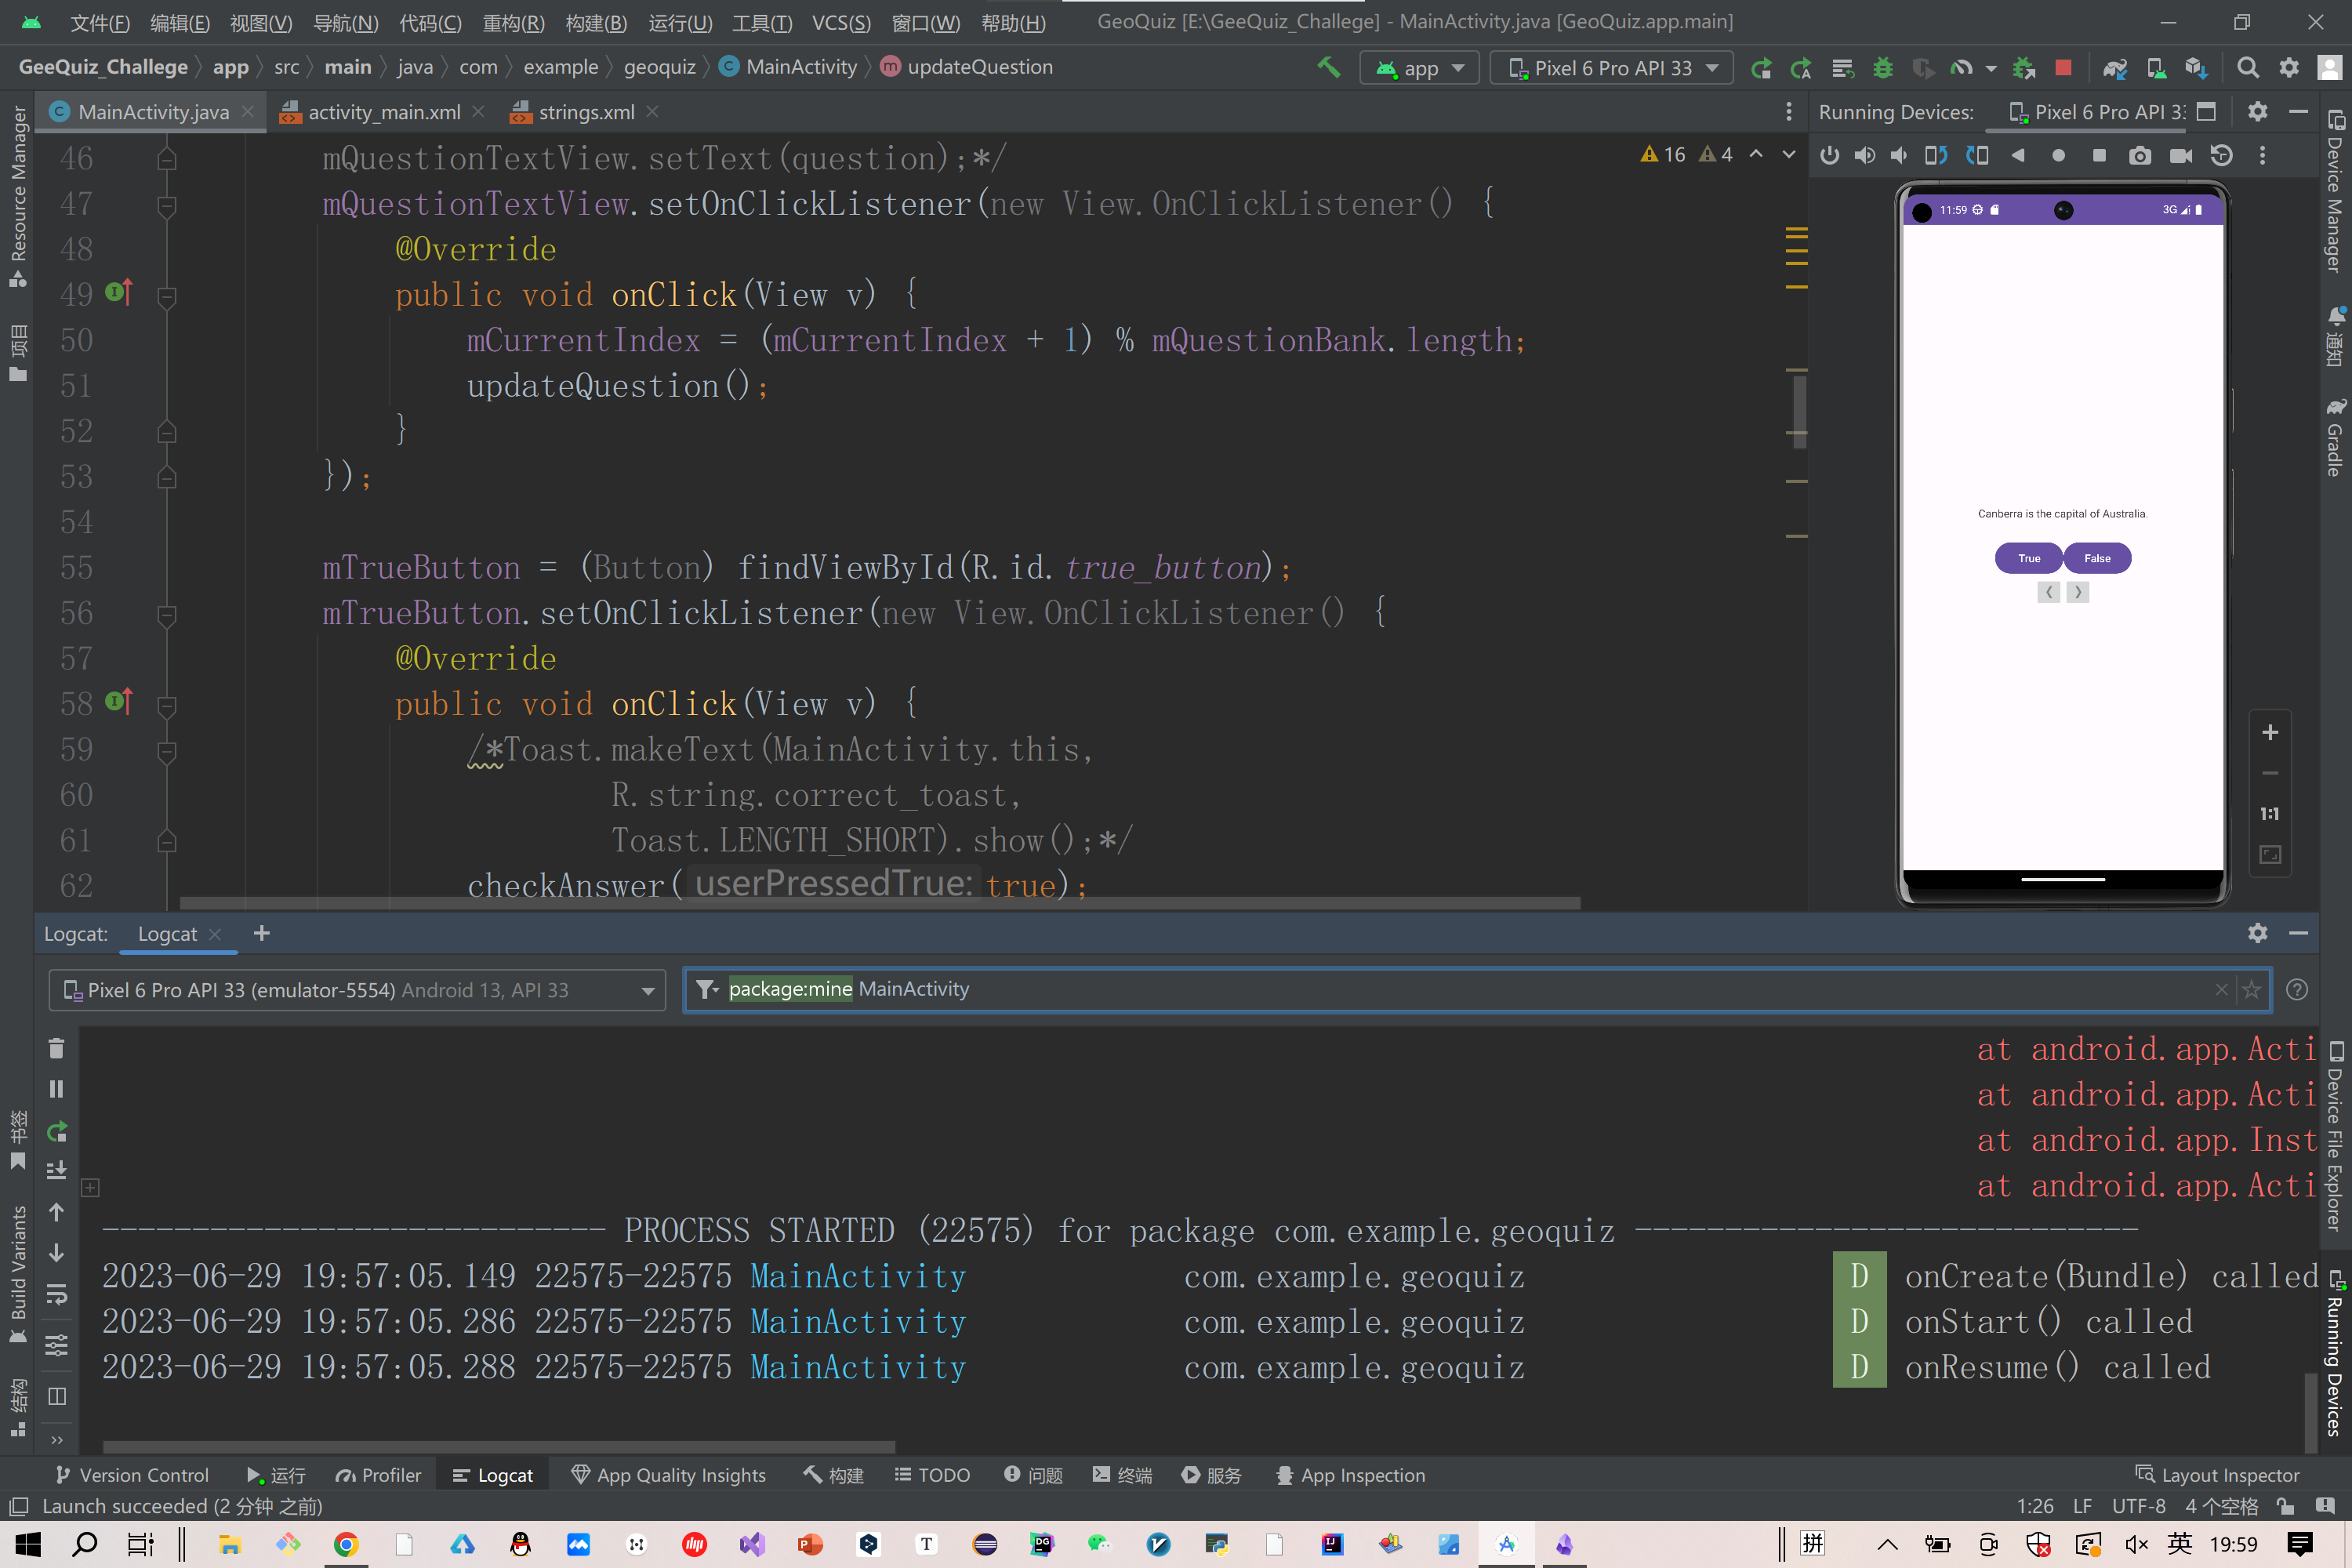 文件(F) 编辑(E) 视图(V) 导航(N) 代码(C) 重构(R) 构建(B) 运行(U) 工具(T) VCS(S) 窗口(W) 帮助(H) GeoQuiz [E:\GeeQuiz_Challege] - MainActivity.java [GeoQuiz.app.main]
GeeQuiz_Challege app src main java com example geoquiz MainActivity updateQuestion app Pixel 6 Pro API 33
MainActivity.java activity_main.xml strings.xml Running Devices: Pixel 6 Pro API 33
Resource Manager
项目
书签
Build Variants
结构
46 mQuestionTextView.setText(question);*/
16 4
47 mQuestionTextView.setOnClickListener(new View.OnClickListener() {
48 @Override
49 public void onClick(View v) {
50 mCurrentIndex = (mCurrentIndex + 1) % mQuestionBank.length;
51 updateQuestion();
52 }
53 });
54
55 mTrueButton = (Button) findViewById(R.id.true_button);
56 mTrueButton.setOnClickListener(new View.OnClickListener() {
57 @Override
58 public void onClick(View v) {
59 /*Toast.makeText(MainActivity.this,
60 R.string.correct_toast,
61 Toast.LENGTH_SHORT).show();*/
62 checkAnswer( userPressedTrue: true);
11:59 3G
Canberra is the capital of Australia.
True False
1:1
Device Manager
通知
Gradle
Device File Explorer
Running Devices
Logcat: Logcat
Pixel 6 Pro API 33 (emulator-5554) Android 13, API 33 package:mine MainActivity
at android.app.Acti
at android.app.Acti
at android.app.Inst
at android.app.Acti
---------------------------- PROCESS STARTED (22575) for package com.example.geoquiz ----------------------------
2023-06-29 19:57:05.149 22575-22575 MainActivity com.example.geoquiz D onCreate(Bundle) called
2023-06-29 19:57:05.286 22575-22575 MainActivity com.example.geoquiz D onStart() called
2023-06-29 19:57:05.288 22575-22575 MainActivity com.example.geoquiz D onResume() called
Version Control 运行 Profiler Logcat App Quality Insights 构建 TODO 问题 终端 服务 App Inspection Layout Inspector
Launch succeeded (2 分钟 之前) 1:26 LF UTF-8 4 个空格
拼 英 19:59